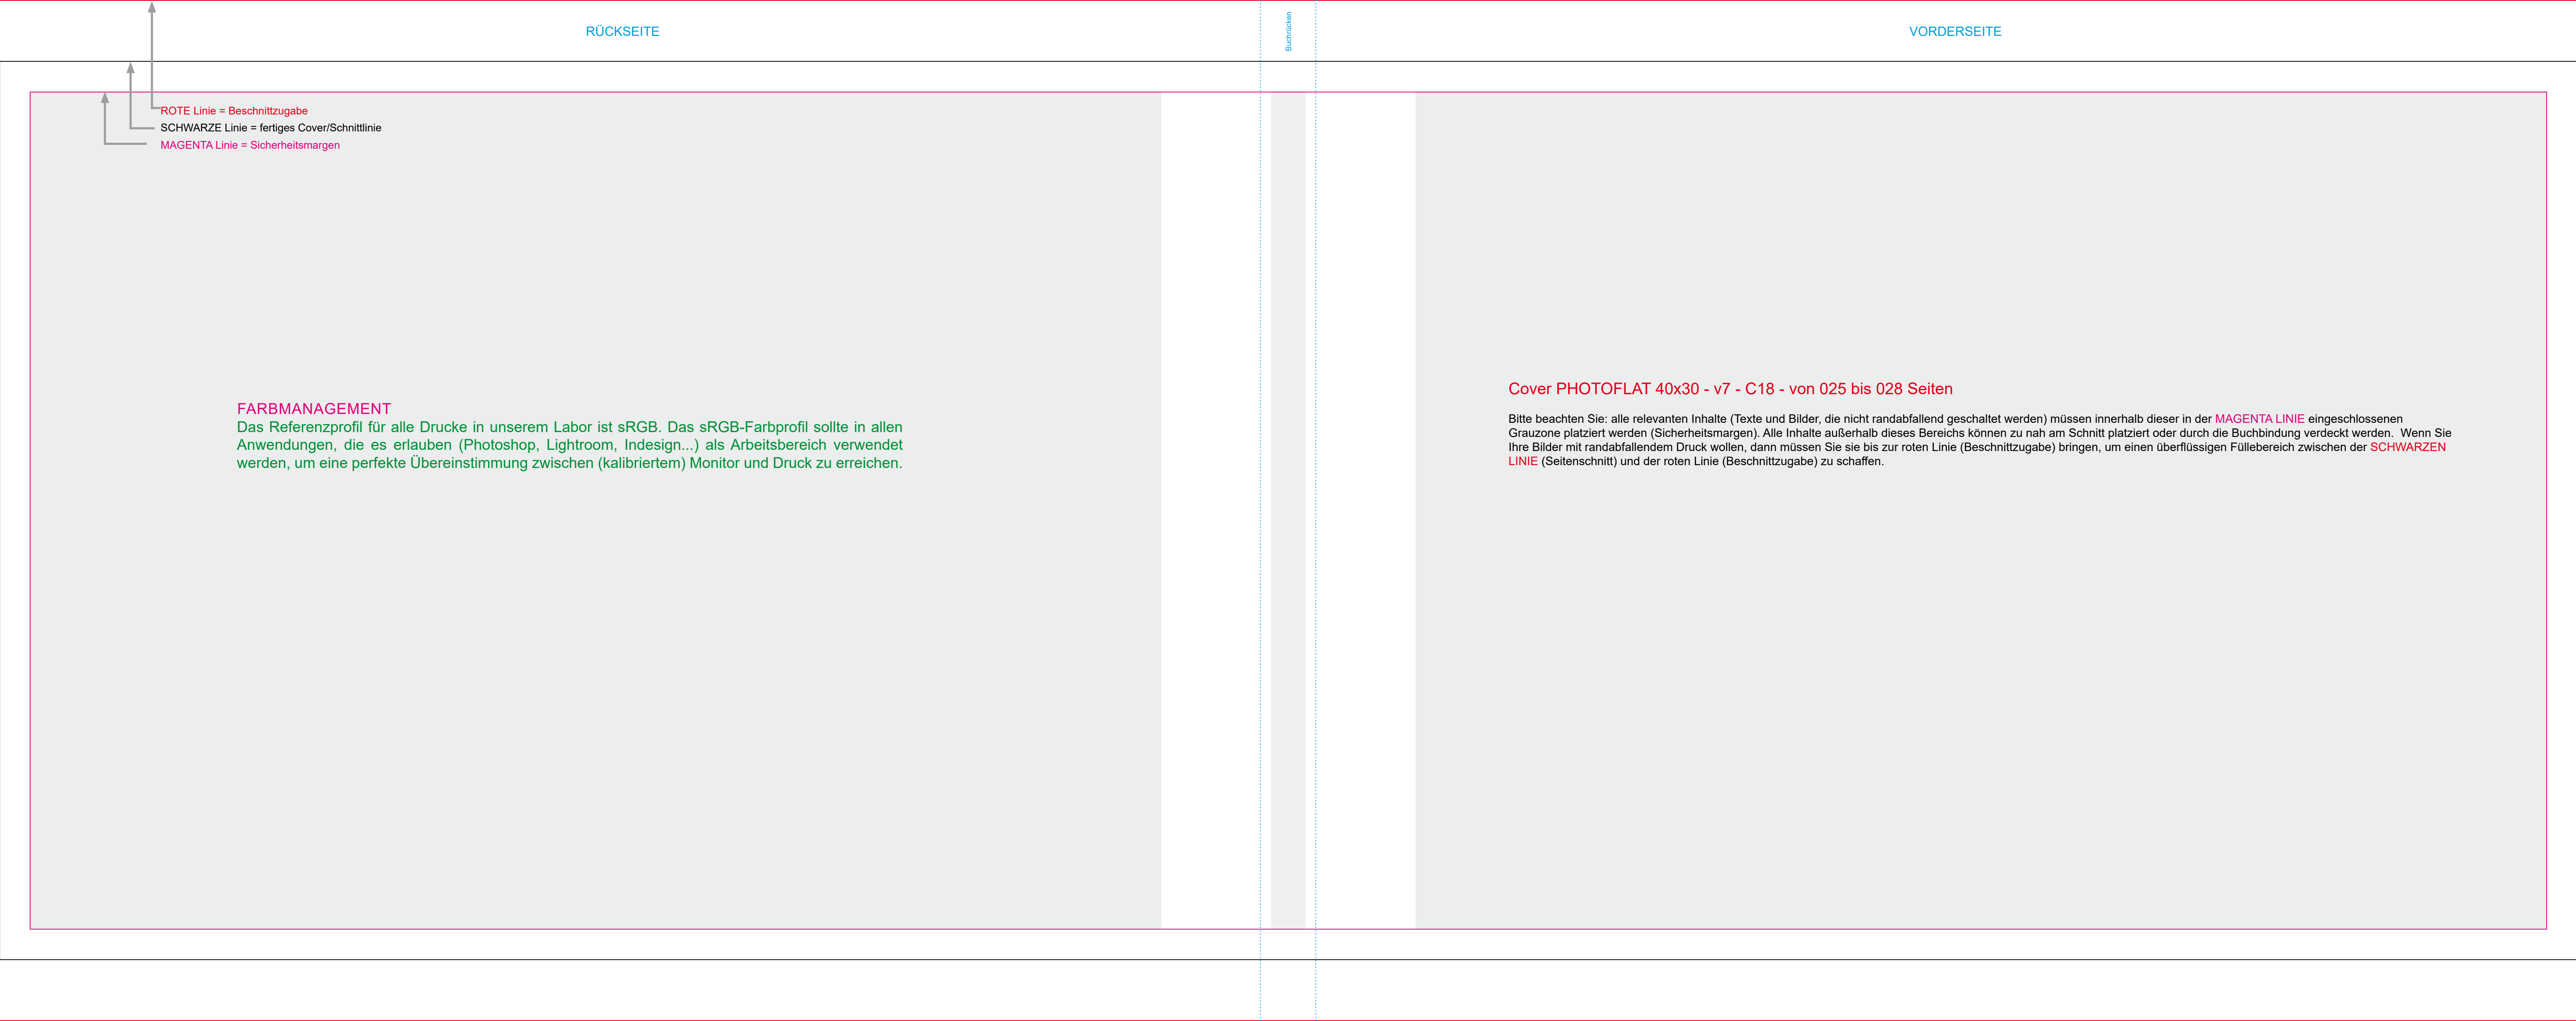 RÜCKSEITE
Buchrücken
VORDERSEITE
ROTE Linie = Beschnittzugabe
SCHWARZE Linie = fertiges Cover/Schnittlinie
MAGENTA Linie = Sicherheitsmargen
FARBMANAGEMENT
Das Referenzprofil für alle Drucke in unserem Labor ist sRGB. Das sRGB-Farbprofil sollte in allen
Anwendungen, die es erlauben (Photoshop, Lightroom, Indesign...) als Arbeitsbereich verwendet
werden, um eine perfekte Übereinstimmung zwischen (kalibriertem) Monitor und Druck zu erreichen.
Cover PHOTOFLAT 40x30 - v7 - C18 - von 025 bis 028 Seiten
Bitte beachten Sie: alle relevanten Inhalte (Texte und Bilder, die nicht randabfallend geschaltet werden) müssen innerhalb dieser in der MAGENTA LINIE eingeschlossenen
Grauzone platziert werden (Sicherheitsmargen). Alle Inhalte außerhalb dieses Bereichs können zu nah am Schnitt platziert oder durch die Buchbindung verdeckt werden. Wenn Sie
Ihre Bilder mit randabfallendem Druck wollen, dann müssen Sie sie bis zur roten Linie (Beschnittzugabe) bringen, um einen überflüssigen Füllebereich zwischen der SCHWARZEN
LINIE (Seitenschnitt) und der roten Linie (Beschnittzugabe) zu schaffen.